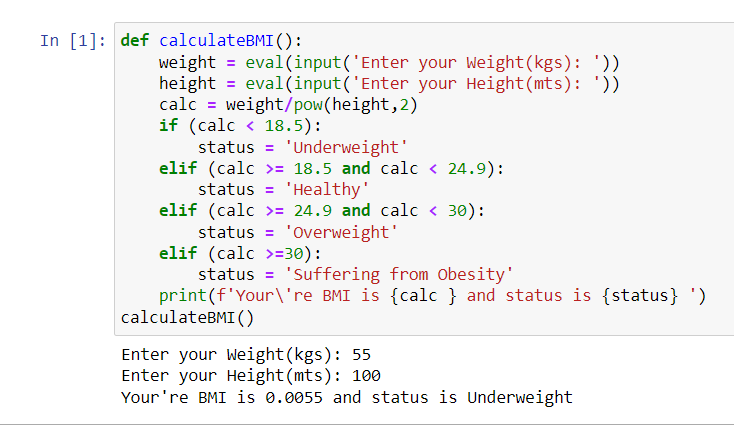 In [1]: def calculateBMI():
    weight = eval(input('Enter your Weight(kgs): '))
    height = eval(input('Enter your Height(mts): '))
    calc = weight/pow(height,2)
    if (calc < 18.5):
        status = 'Underweight'
    elif (calc >= 18.5 and calc < 24.9):
        status = 'Healthy'
    elif (calc >= 24.9 and calc < 30):
        status = 'Overweight'
    elif (calc >=30):
        status = 'Suffering from Obesity'
    print(f'Your\'re BMI is {calc } and status is {status} ')
calculateBMI()
Enter your Weight(kgs): 55
Enter your Height(mts): 100
Your're BMI is 0.0055 and status is Underweight